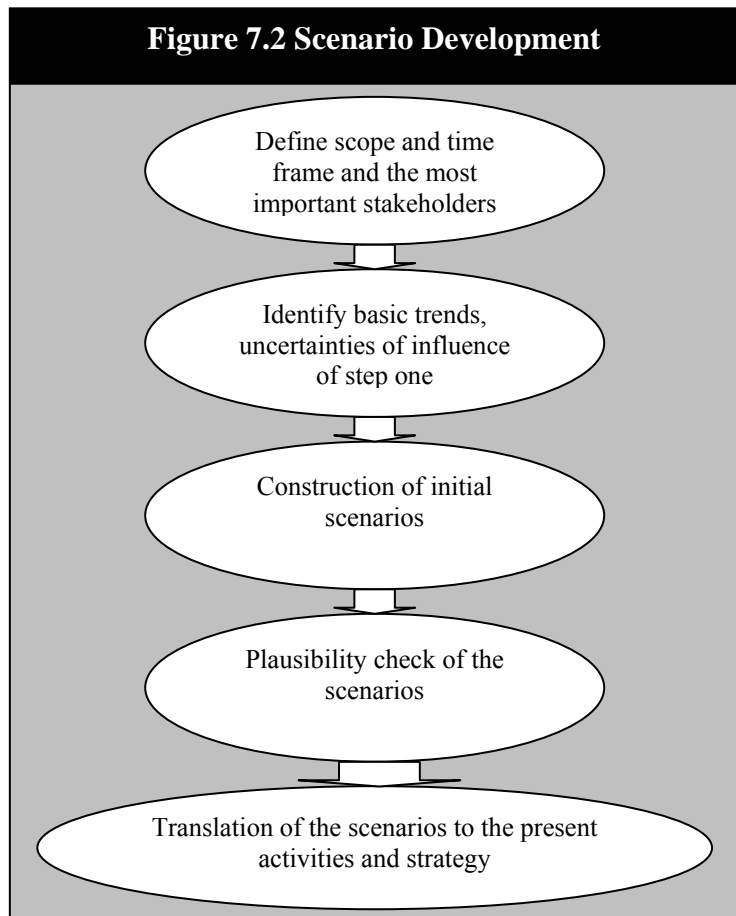 Figure 7.2 Scenario Development
Define scope and time
frame and the most
important stakeholders
Identify basic trends,
uncertainties of influence
of step one
Construction of initial
scenarios
Plausibility check of the
scenarios
Translation of the scenarios to the present
activities and strategy